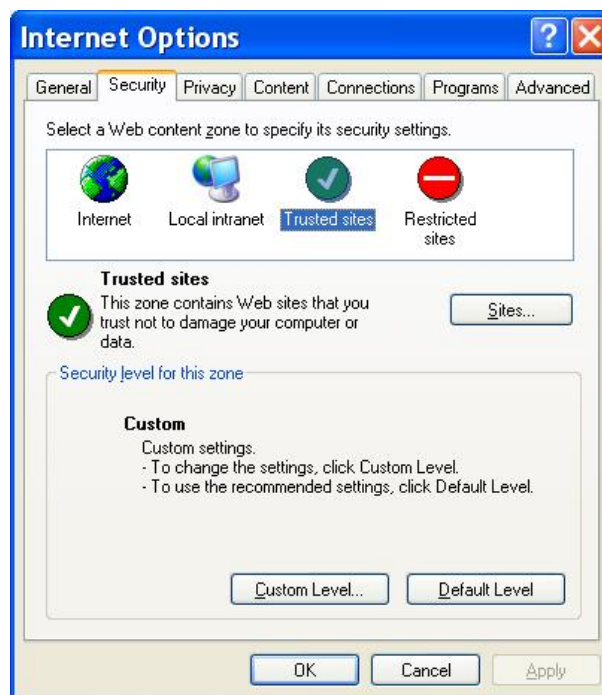 Internet Options
General Security Privacy Content Connections Programs Advanced
Select a Web content zone to specify its security settings.
Internet Local intranet Trusted sites Restricted
sites
Trusted sites
This zone contains Web sites that you
trust not to damage your computer or
data.
Sites...
Security level for this zone
Custom
Custom settings.
- To change the settings, click Custom Level.
- To use the recommended settings, click Default Level.
Custom Level... Default Level
OK Cancel Apply